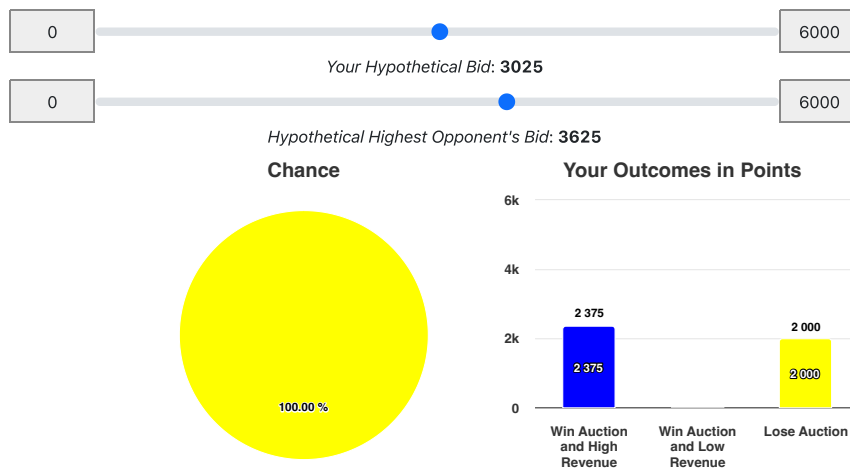 0
6000
Your Hypothetical Bid: 3025
0
6000
Hypothetical Highest Opponent's Bid: 3625
Chance
100.00 %
Your Outcomes in Points
6k
4k
2k
0
2 375
2 375
2 000
2 000
Win Auction
and High
Revenue
Win Auction
and Low
Revenue
Lose Auction